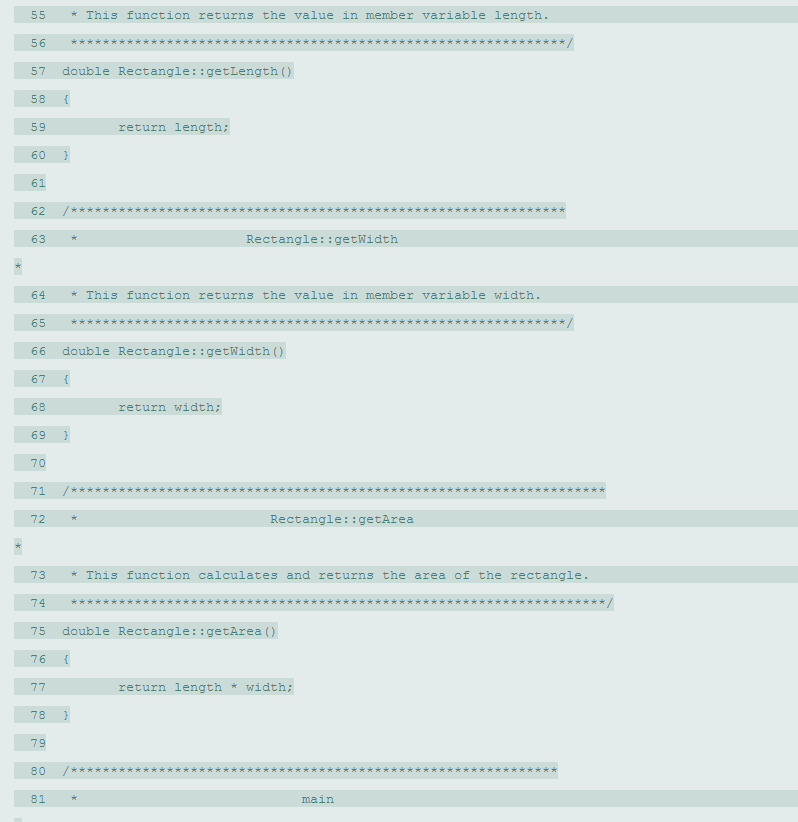 55   * This function returns the value in member variable length.
56   **************************************************************/
57  double Rectangle::getLength()
58  {
59         return length;
60  }
61
62  /**************************************************************
63   *                     Rectangle::getWidth
*
64   * This function returns the value in member variable width.
65   **************************************************************/
66  double Rectangle::getWidth()
67  {
68         return width;
69  }
70
71  /*******************************************************************
72   *                        Rectangle::getArea
*
73   * This function calculates and returns the area of the rectangle.
74   *******************************************************************/
75  double Rectangle::getArea()
76  {
77         return length * width;
78  }
79
80  /*************************************************************
81   *                            main